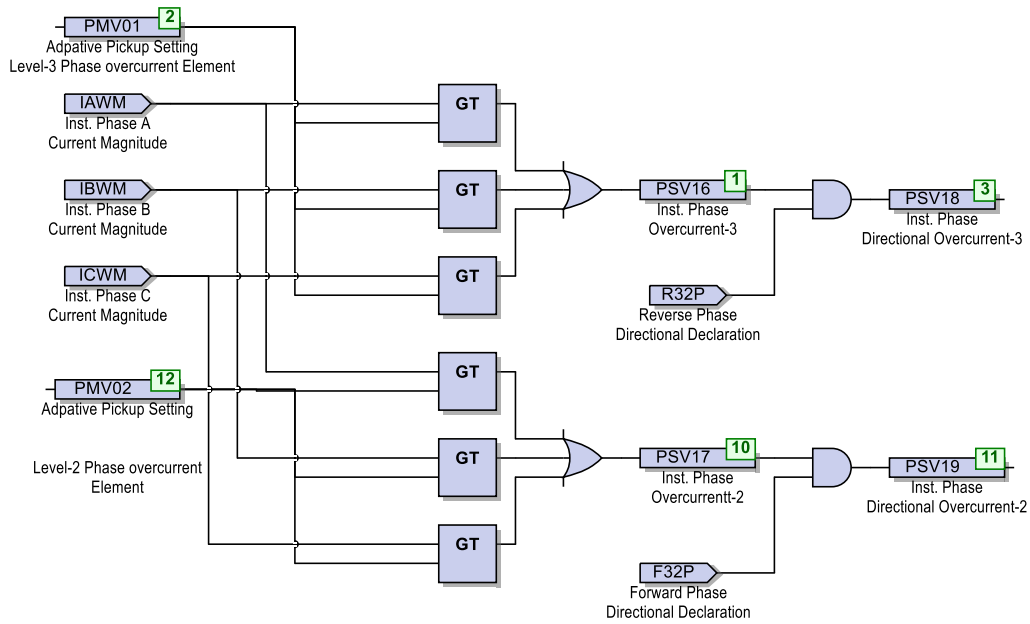 PMV01
2
Adpative Pickup Setting
Level-3 Phase overcurrent Element
IAWM
Inst. Phase A
Current Magnitude
GT
IBWM
Inst. Phase B
Current Magnitude
GT
PSV16
1
Inst. Phase
Overcurrent-3
PSV18
3
Inst. Phase
Directional Overcurrent-3
ICWM
Inst. Phase C
Current Magnitude
GT
R32P
Reverse Phase
Directional Declaration
PMV02
12
Adpative Pickup Setting
GT
Level-2 Phase overcurrent
Element
GT
PSV17
10
Inst. Phase
Overcurrentt-2
PSV19
11
Inst. Phase
Directional Overcurrent-2
GT
F32P
Forward Phase
Directional Declaration